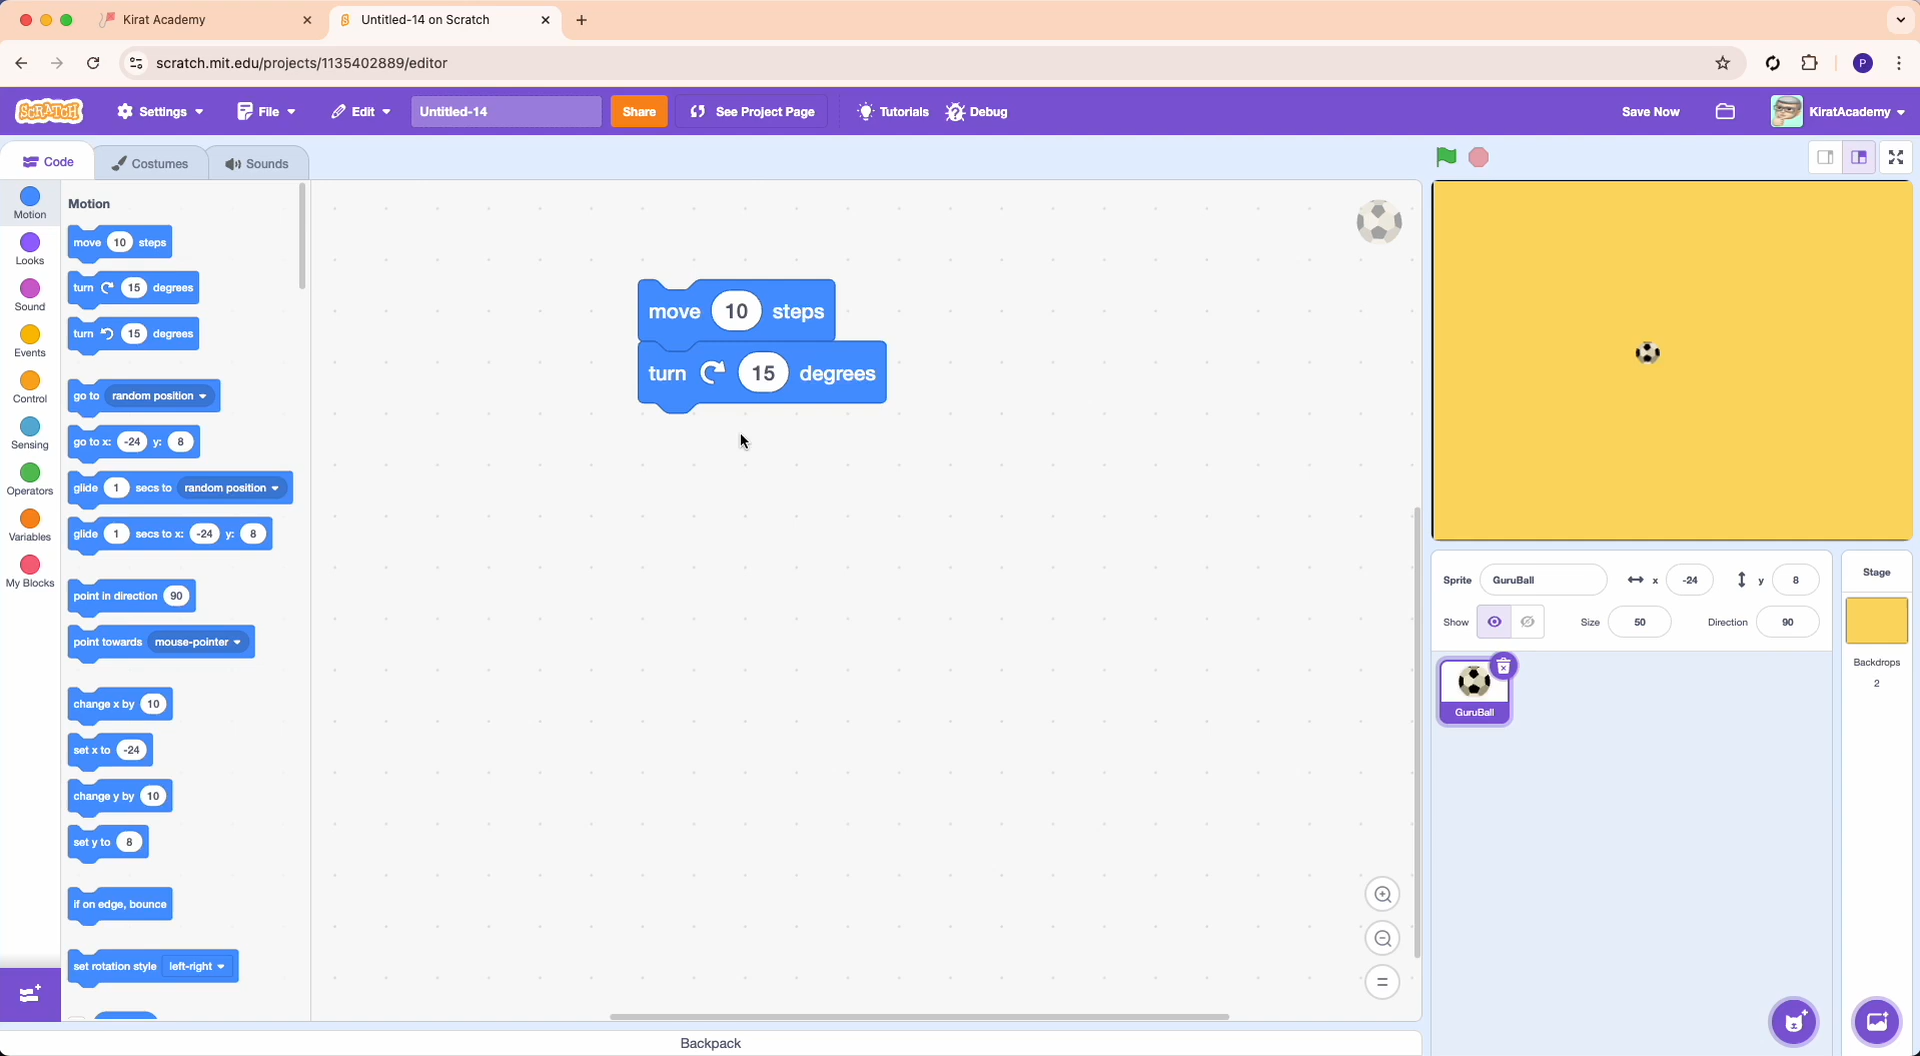 Kirat Academy
Untitled-14 on Scratch
scratch.mit.edu/projects/1135402889/editor
P
SCRATCH
Settings
File
Edit
Untitled-14
Share
See Project Page
Tutorials
Debug
Save Now
KiratAcademy
Code
Costumes
Sounds
Motion
Looks
Sound
Events
Control
Sensing
Operators
Variables
My Blocks
Motion
move 10 steps
turn 15 degrees
turn 15 degrees
go to random position
go to x: -24 y: 8
glide 1 secs to random position
glide 1 secs to x: -24 y: 8
point in direction 90
point towards mouse-pointer
change x by 10
set x to -24
change y by 10
set y to 8
if on edge, bounce
set rotation style left-right
move 10 steps
turn 15 degrees
Backpack
Sprite GuruBall x -24 y 8
Show Size 50 Direction 90
GuruBall
Stage
Backdrops
2